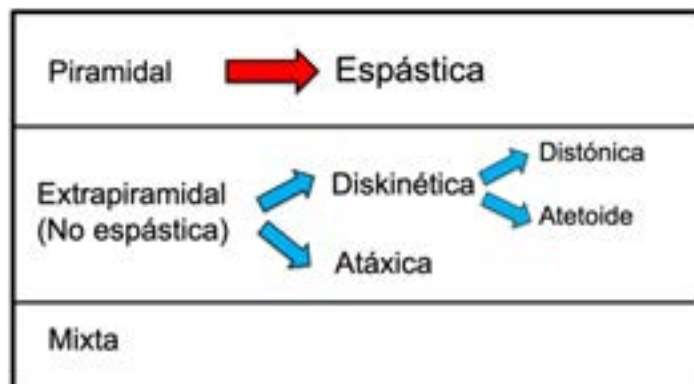 Piramidal
Espástica
Extrapiramidal
(No espástica)
Diskinética
Distónica
Atetoide
Atáxica
Mixta